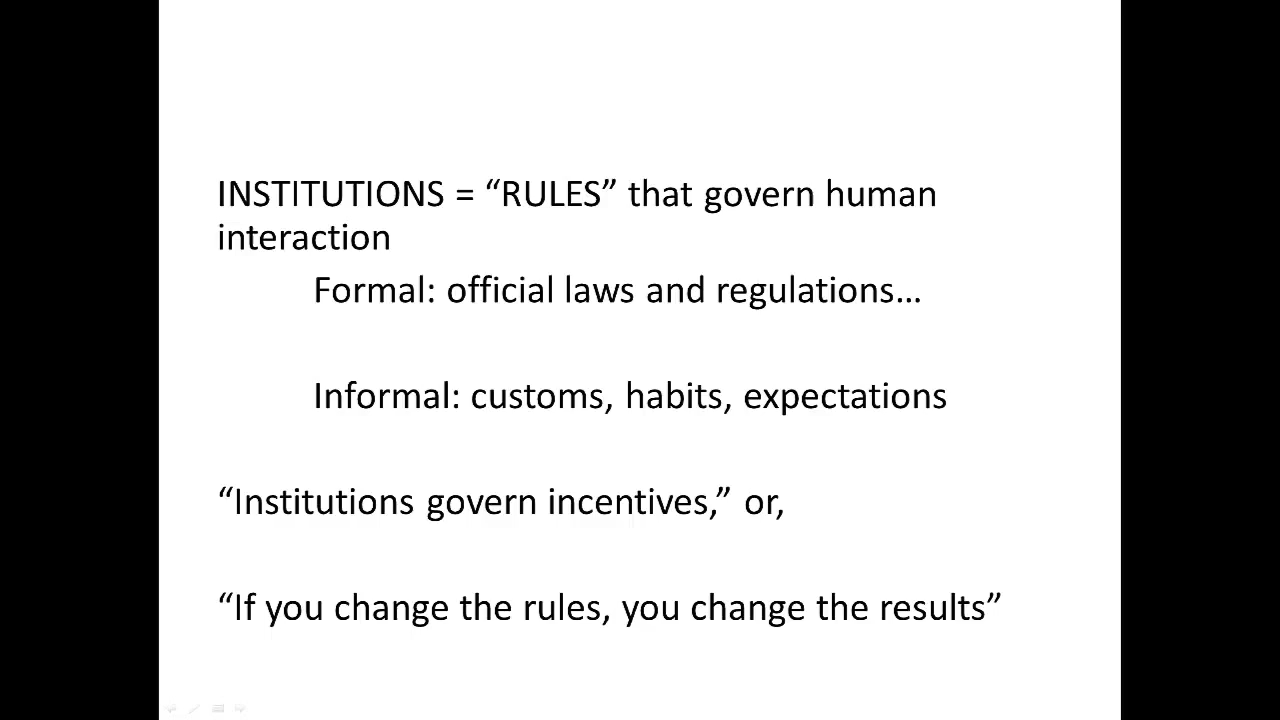 INSTITUTIONS = “RULES” that govern human
interaction
Formal: official laws and regulations…
Informal: customs, habits, expectations
“Institutions govern incentives,” or,
“If you change the rules, you change the results”